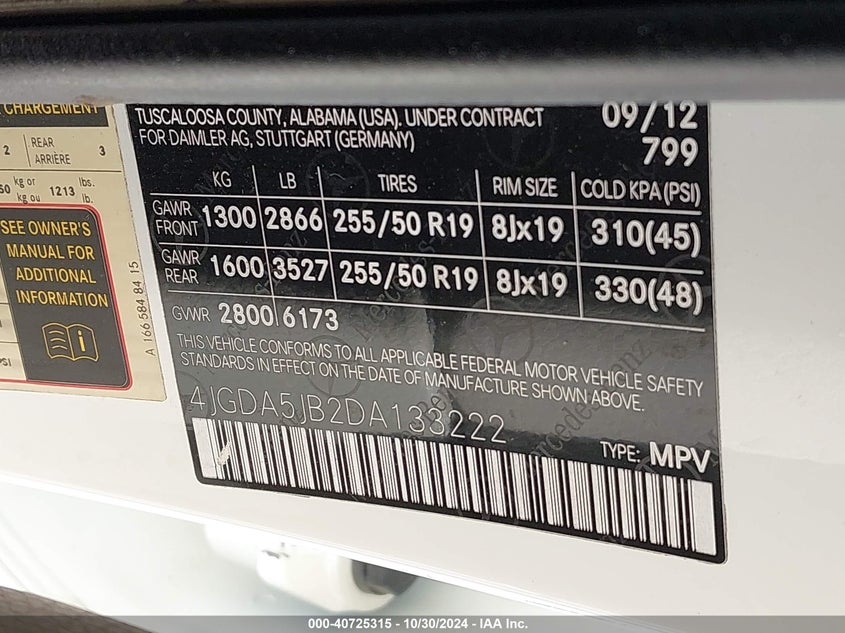 CHARGEMENT
2 REAR ARRIÈRE 3
kg or kg ou 1213 lbs. lb.
SEE OWNER'S
MANUAL FOR
ADDITIONAL
INFORMATION
A 166 584 84 15
TUSCALOOSA COUNTY, ALABAMA (USA). UNDER CONTRACT
FOR DAIMLER AG, STUTTGART (GERMANY)
09/12
799
KG LB TIRES RIM SIZE COLD KPA (PSI)
GAWR FRONT 1300 2866 255/50 R19 8Jx19 310(45)
GAWR REAR 1600 3527 255/50 R19 8Jx19 330(48)
GVWR 2800 6173
THIS VEHICLE CONFORMS TO ALL APPLICABLE FEDERAL MOTOR VEHICLE SAFETY
STANDARDS IN EFFECT ON THE DATE OF MANUFACTURE SHOWN ABOVE.
4JGDA5JB2DA133222
TYPE: MPV
000-40725315 - 10/30/2024 - IAA Inc.